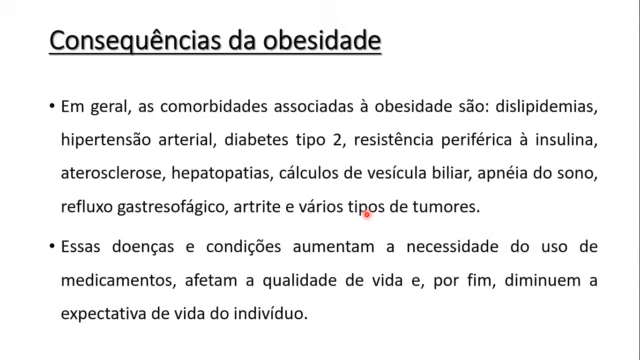 Consequências da obesidade
• Em geral, as comorbidades associadas à obesidade são: dislipidemias,
hipertensão arterial, diabetes tipo 2, resistência periférica à insulina,
aterosclerose, hepatopatias, cálculos de vesícula biliar, apnéia do sono,
refluxo gastresofágico, artrite e vários tipos de tumores.
• Essas doenças e condições aumentam a necessidade do uso de
medicamentos, afetam a qualidade de vida e, por fim, diminuem a
expectativa de vida do indivíduo.